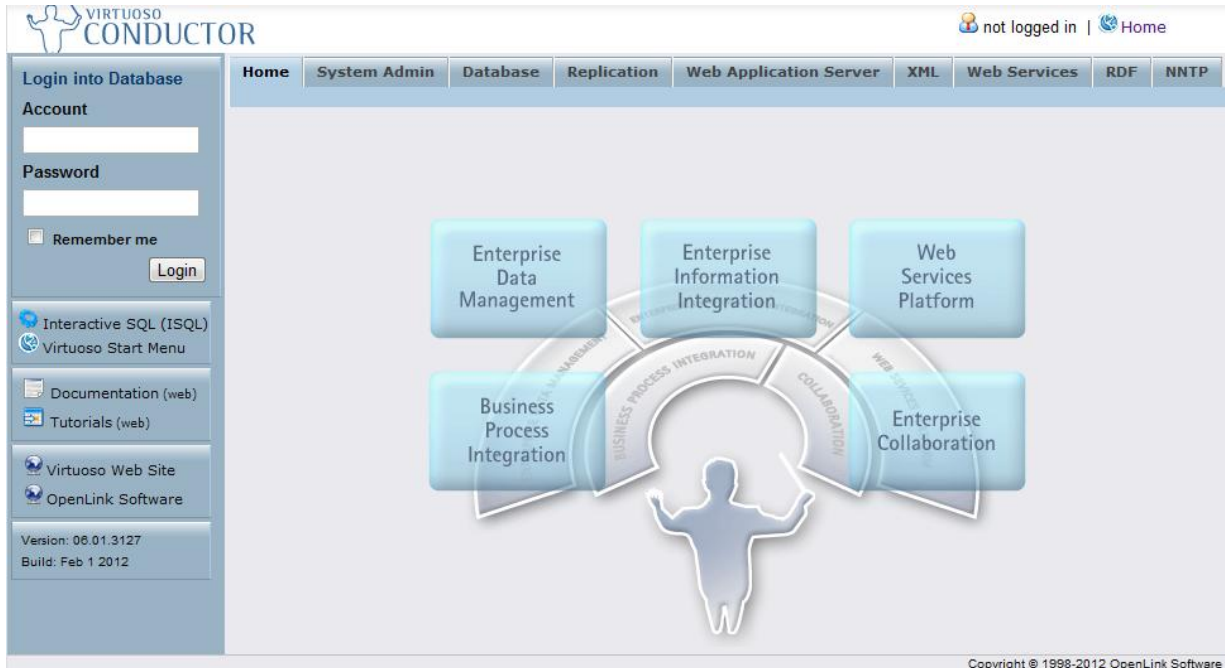 VIRTUOSO
CONDUCTOR
not logged in | Home
Login into Database
Account
Password
Remember me
Login
Interactive SQL (ISQL)
Virtuoso Start Menu
Documentation (web)
Tutorials (web)
Virtuoso Web Site
OpenLink Software
Version: 06.01.3127
Build: Feb 1 2012
Home System Admin Database Replication Web Application Server XML Web Services RDF NNTP
Enterprise
Data
Management
Enterprise
Information
Integration
Web
Services
Platform
Business
Process
Integration
Enterprise
Collaboration
BUSINESS PROCESS INTEGRATION
COLLABORATION
MANAGEMENT
WEB SERVICES
Copyright © 1998-2012 OpenLink Software